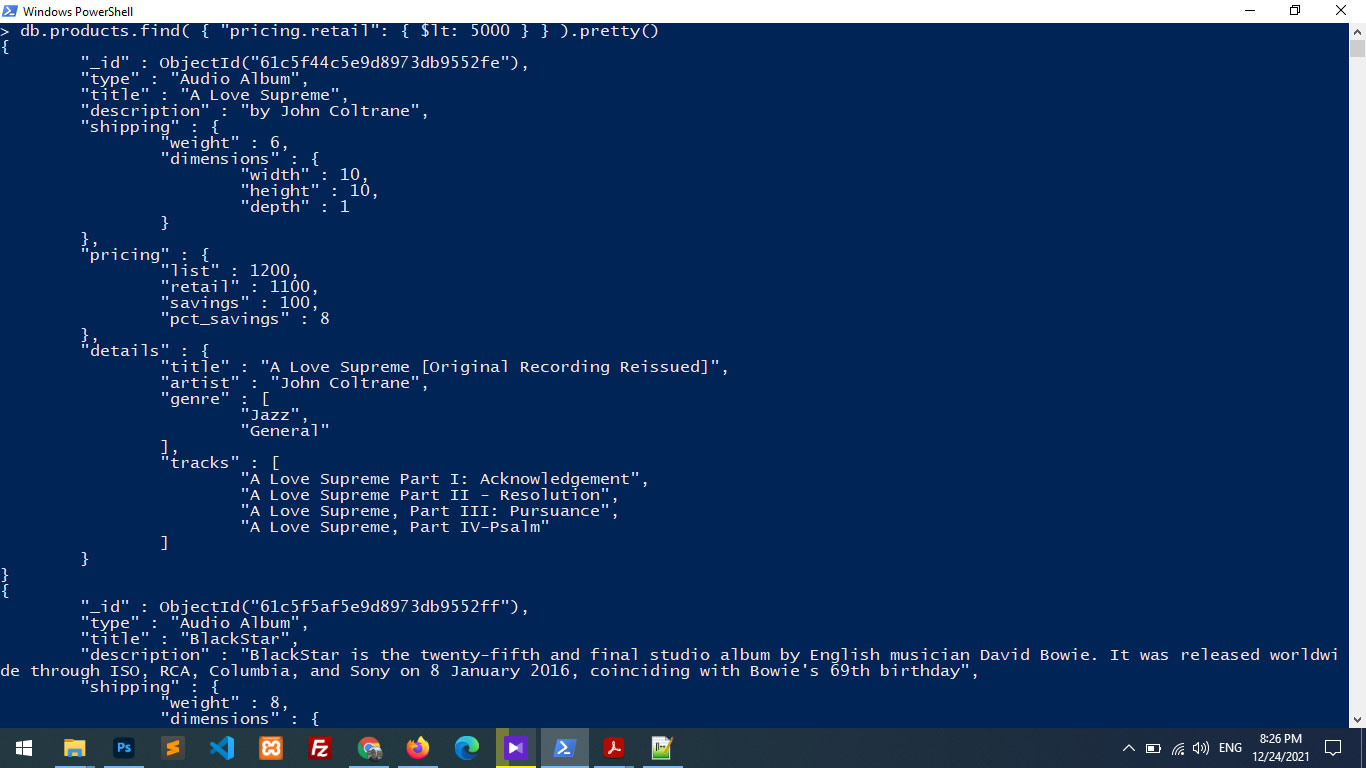 Windows PowerShell
> db.products.find( { "pricing.retail": { $lt: 5000 } } ).pretty()
{
"_id" : ObjectId("61c5f44c5e9d8973db9552fe"),
"type" : "Audio Album",
"title" : "A Love Supreme",
"description" : "by John Coltrane",
"shipping" : {
"weight" : 6,
"dimensions" : {
"width" : 10,
"height" : 10,
"depth" : 1
}
},
"pricing" : {
"list" : 1200,
"retail" : 1100,
"savings" : 100,
"pct_savings" : 8
},
"details" : {
"title" : "A Love Supreme [Original Recording Reissued]",
"artist" : "John Coltrane",
"genre" : [
"Jazz",
"General"
],
"tracks" : [
"A Love Supreme Part I: Acknowledgement",
"A Love Supreme Part II - Resolution",
"A Love Supreme, Part III: Pursuance",
"A Love Supreme, Part IV-Psalm"
]
}
}
{
"_id" : ObjectId("61c5f5af5e9d8973db9552ff"),
"type" : "Audio Album",
"title" : "BlackStar",
"description" : "BlackStar is the twenty-fifth and final studio album by English musician David Bowie. It was released worldwi
de through ISO, RCA, Columbia, and Sony on 8 January 2016, coinciding with Bowie's 69th birthday",
"shipping" : {
"weight" : 8,
"dimensions" : {
Ps
Fz
ENG
8:26 PM
12/24/2021